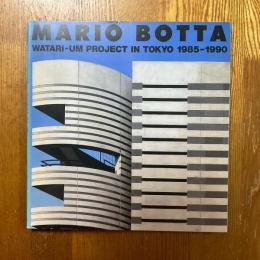 MARIO BOTTA
WATARI-UM PROJECT IN TOKYO 1985-1990